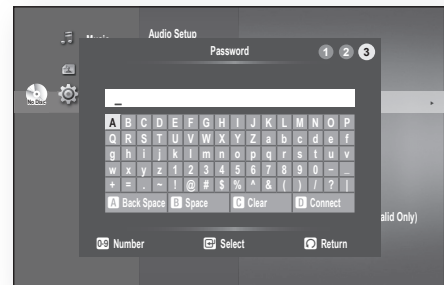 Music
Audio Setup
Password
1 2 3
No Disc
_
A B C D E F G H I J K L M N O P
Q R S T U V W X Y Z a b c d e f
g h i j k l m n o p q r s t u v
w x y z 1 2 3 4 5 6 7 8 9 0 – _
+ = . ~ ! @ # $ % ^ & ( ) / ? |
A Back Space B Space C Clear D Connect
alid Only)
0-9 Number Select Return